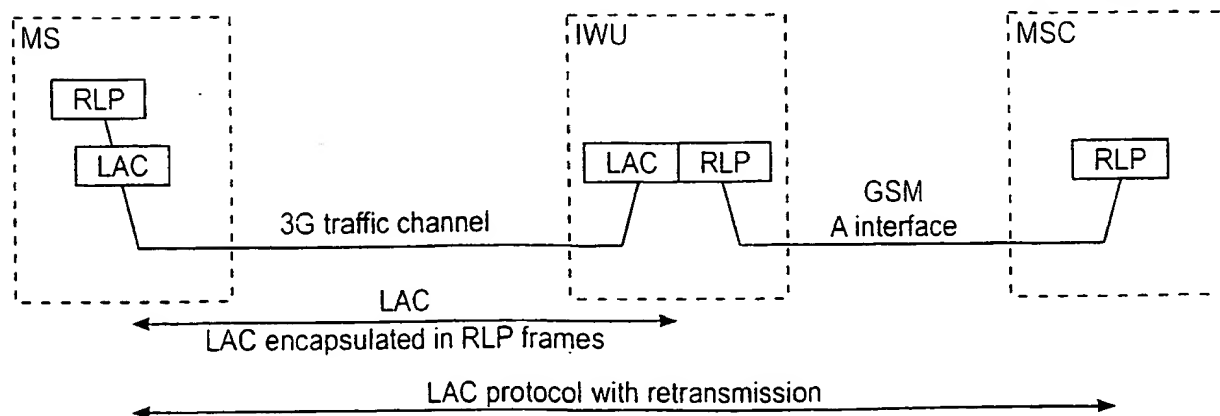 MS
IWU
MSC
RLP
LAC
LAC RLP
RLP
3G traffic channel
GSM
A interface
LAC
LAC encapsulated in RLP frames
LAC protocol with retransmission